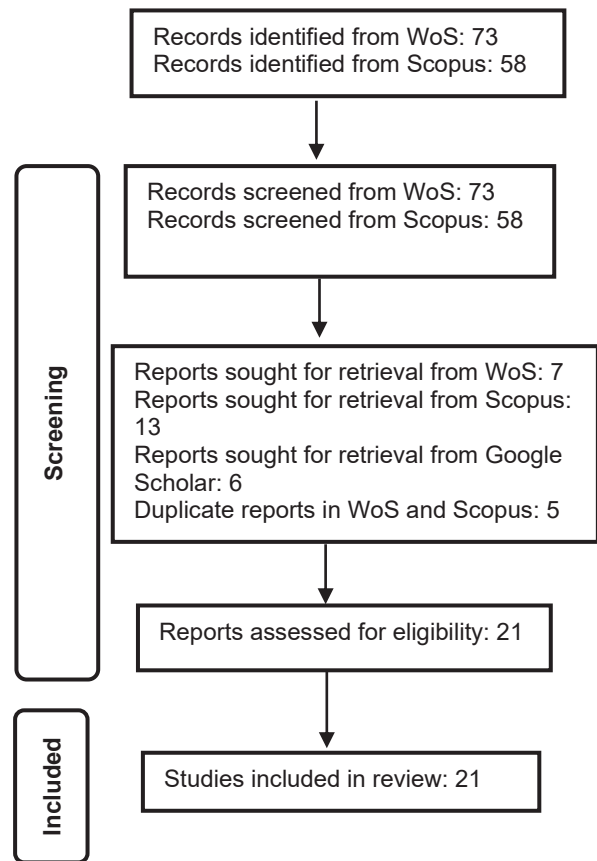 Records identified from WoS: 73
Records identified from Scopus: 58
Screening
Records screened from WoS: 73
Records screened from Scopus: 58
Reports sought for retrieval from WoS: 7
Reports sought for retrieval from Scopus:
13
Reports sought for retrieval from Google
Scholar: 6
Duplicate reports in WoS and Scopus: 5
Reports assessed for eligibility: 21
Included
Studies included in review: 21